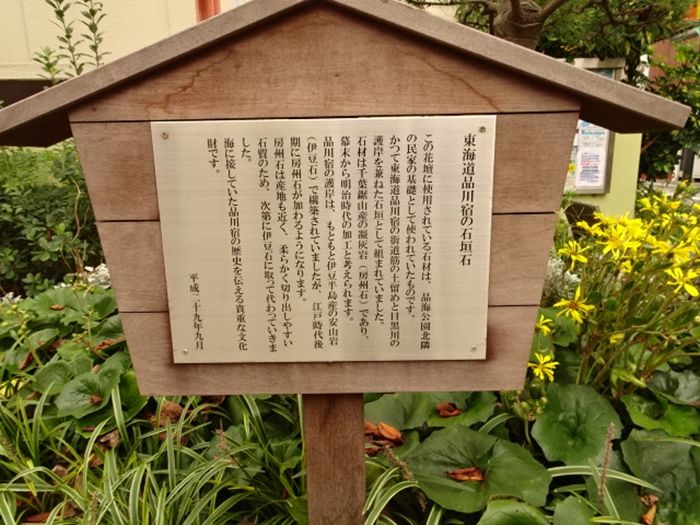 東海道品川宿の石垣石
この花壇に使用されている石材は、品海公園北隣
の民家の基礎として使われていたものです。
かつて東海道品川宿の街道筋の土留めと目黒川の
護岸を兼ねた石垣として組まれていました。
石材は千葉鋸山産の凝灰岩（房州石）であり、
幕末から明治時代の加工と考えられます。
品川宿の護岸は、もともと伊豆半島産の安山岩
（伊豆石）で構築されていましたが、江戸時代後
期に房州石が加わるようになります。
房州石は産地も近く、柔らかく切り出しやすい
石質のため、次第に伊豆石に取って代わっていきま
した。
海に接していた品川宿の歴史を伝える貴重な文化
財です。
平成二十九年九月